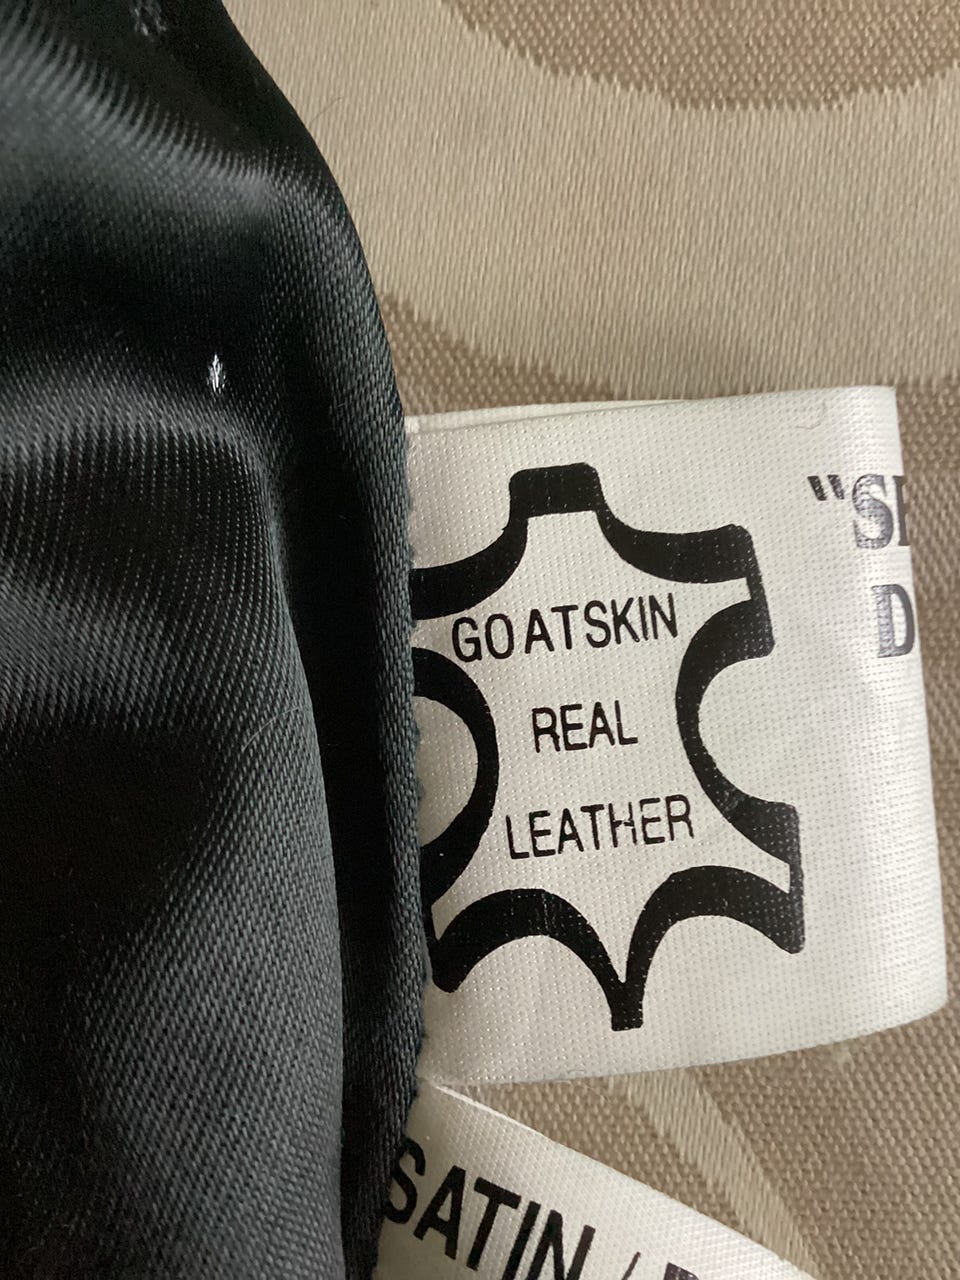 GOATSKIN
REAL
LEATHER
SATIN /